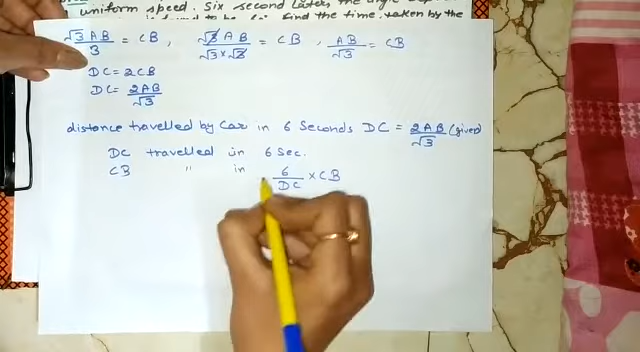 uniform speed. Six second later the angle
find the time taken by the
√3 AB/3 = CB, √3 AB/√3×√3 = CB, AB/√3 = CB
DC = 2CB
DC = 2AB/√3
distance travelled by Car in 6 Seconds DC = 2AB/√3 (given)
DC travelled in 6 Sec.
CB " in 6/DC × CB